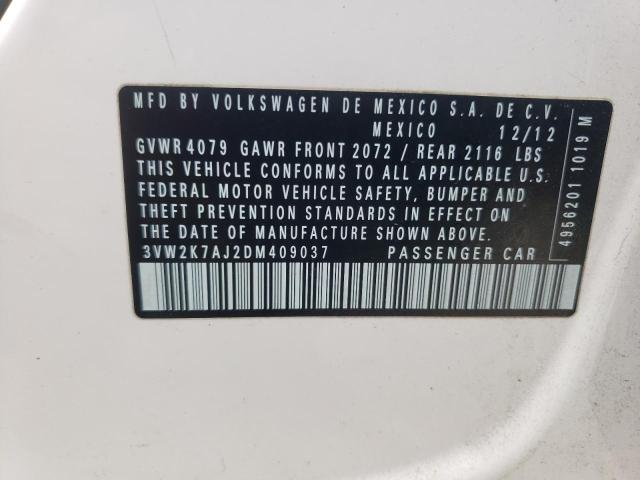 MFD BY VOLKSWAGEN DE MEXICO S.A. DE C.V.
MEXICO 12/12
GVWR 4079 GAWR FRONT 2072 / REAR 2116 LBS
THIS VEHICLE CONFORMS TO ALL APPLICABLE U.S.
FEDERAL MOTOR VEHICLE SAFETY, BUMPER AND
THEFT PREVENTION STANDARDS IN EFFECT ON
THE DATE OF MANUFACTURE SHOWN ABOVE.
3VW2K7AJ2DM409037 PASSENGER CAR
4956201 1019 M